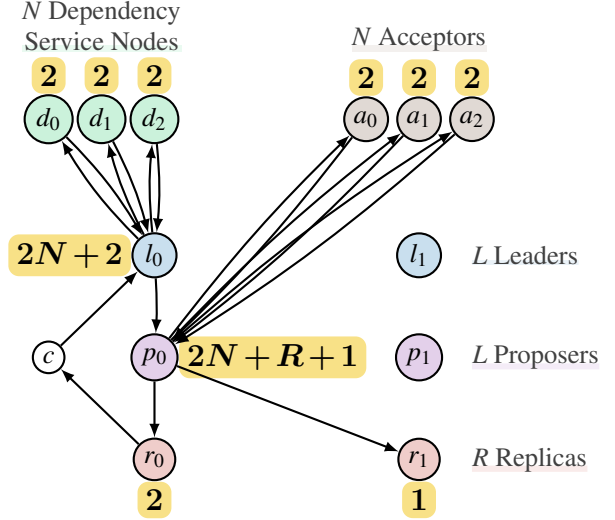 N Dependency
Service Nodes
N Acceptors
2 2 2
2 2 2
d₀ d₁ d₂
a₀ a₁ a₂
2N + 2
l₀
l₁
L Leaders
c
p₀
2N + R + 1
p₁
L Proposers
r₀
r₁
R Replicas
2
1